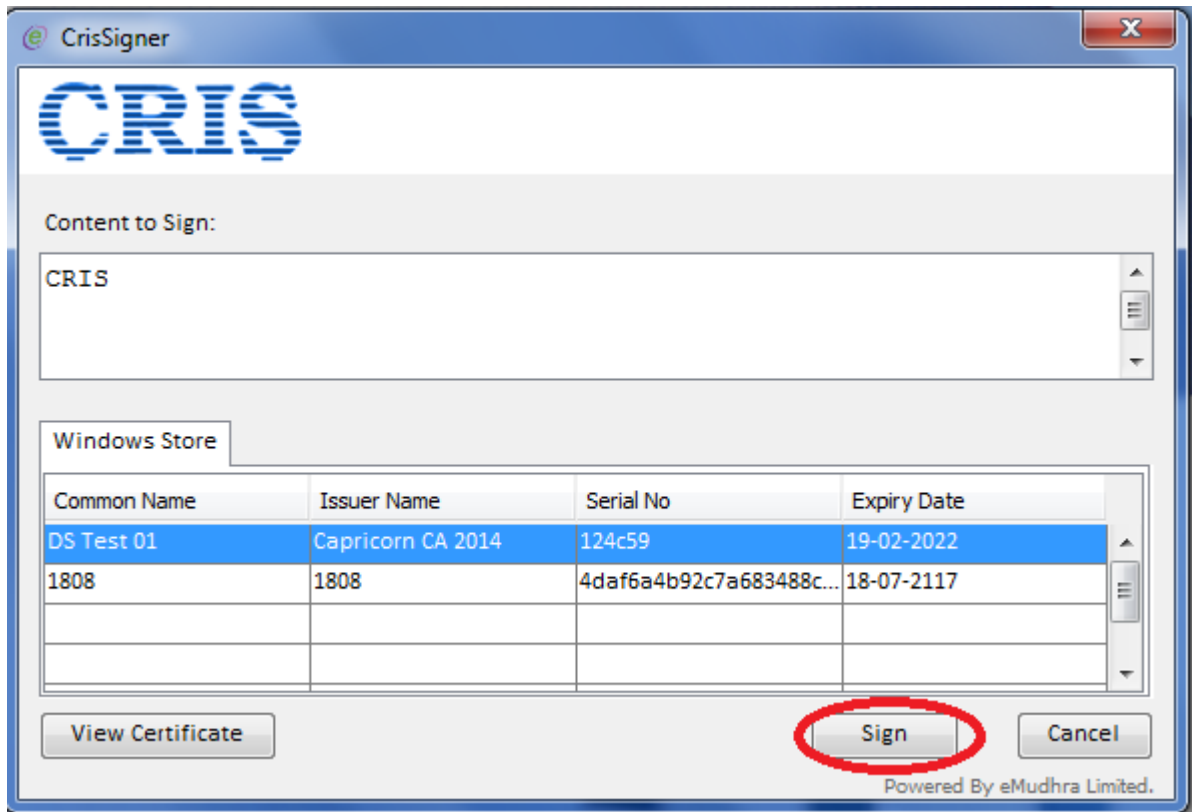 CrisSigner
CRIS
Content to Sign:
CRIS
Windows Store
Common Name Issuer Name Serial No Expiry Date
DS Test 01 Capricorn CA 2014 124c59 19-02-2022
1808 1808 4daf6a4b92c7a683488c... 18-07-2117
View Certificate Sign Cancel
Powered By eMudhra Limited.